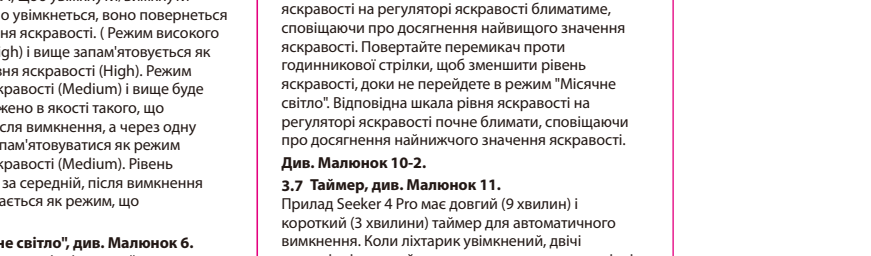 о увімкнеться, воно повернеться
ня яскравості. ( Режим високого
igh) і вище запам'ятовується як
вня яскравості (High). Режим
кравості (Medium) і вище буде
жено в якості такого, що
сля вимкнення, а через одну
пам'ятовуватися як режим
кравості (Medium). Рівень
за середній, після вимкнення
ається як режим, що
не світло", див. Малюнок 6.
яскравості на регуляторі яскравості блиматиме,
сповіщаючи про досягнення найвищого значення
яскравості. Повертайте перемикач проти
годинникової стрілки, щоб зменшити рівень
яскравості, доки не перейдете в режим "Місячне
світло". Відповідна шкала рівня яскравості на
регуляторі яскравості почне блимати, сповіщаючи
про досягнення найнижчого значення яскравості.
Див. Малюнок 10-2.
3.7 Таймер, див. Малюнок 11.
Прилад Seeker 4 Pro має довгий (9 хвилин) і
короткий (3 хвилини) таймер для автоматичного
вимкнення. Коли ліхтарик увімкнений, двічі